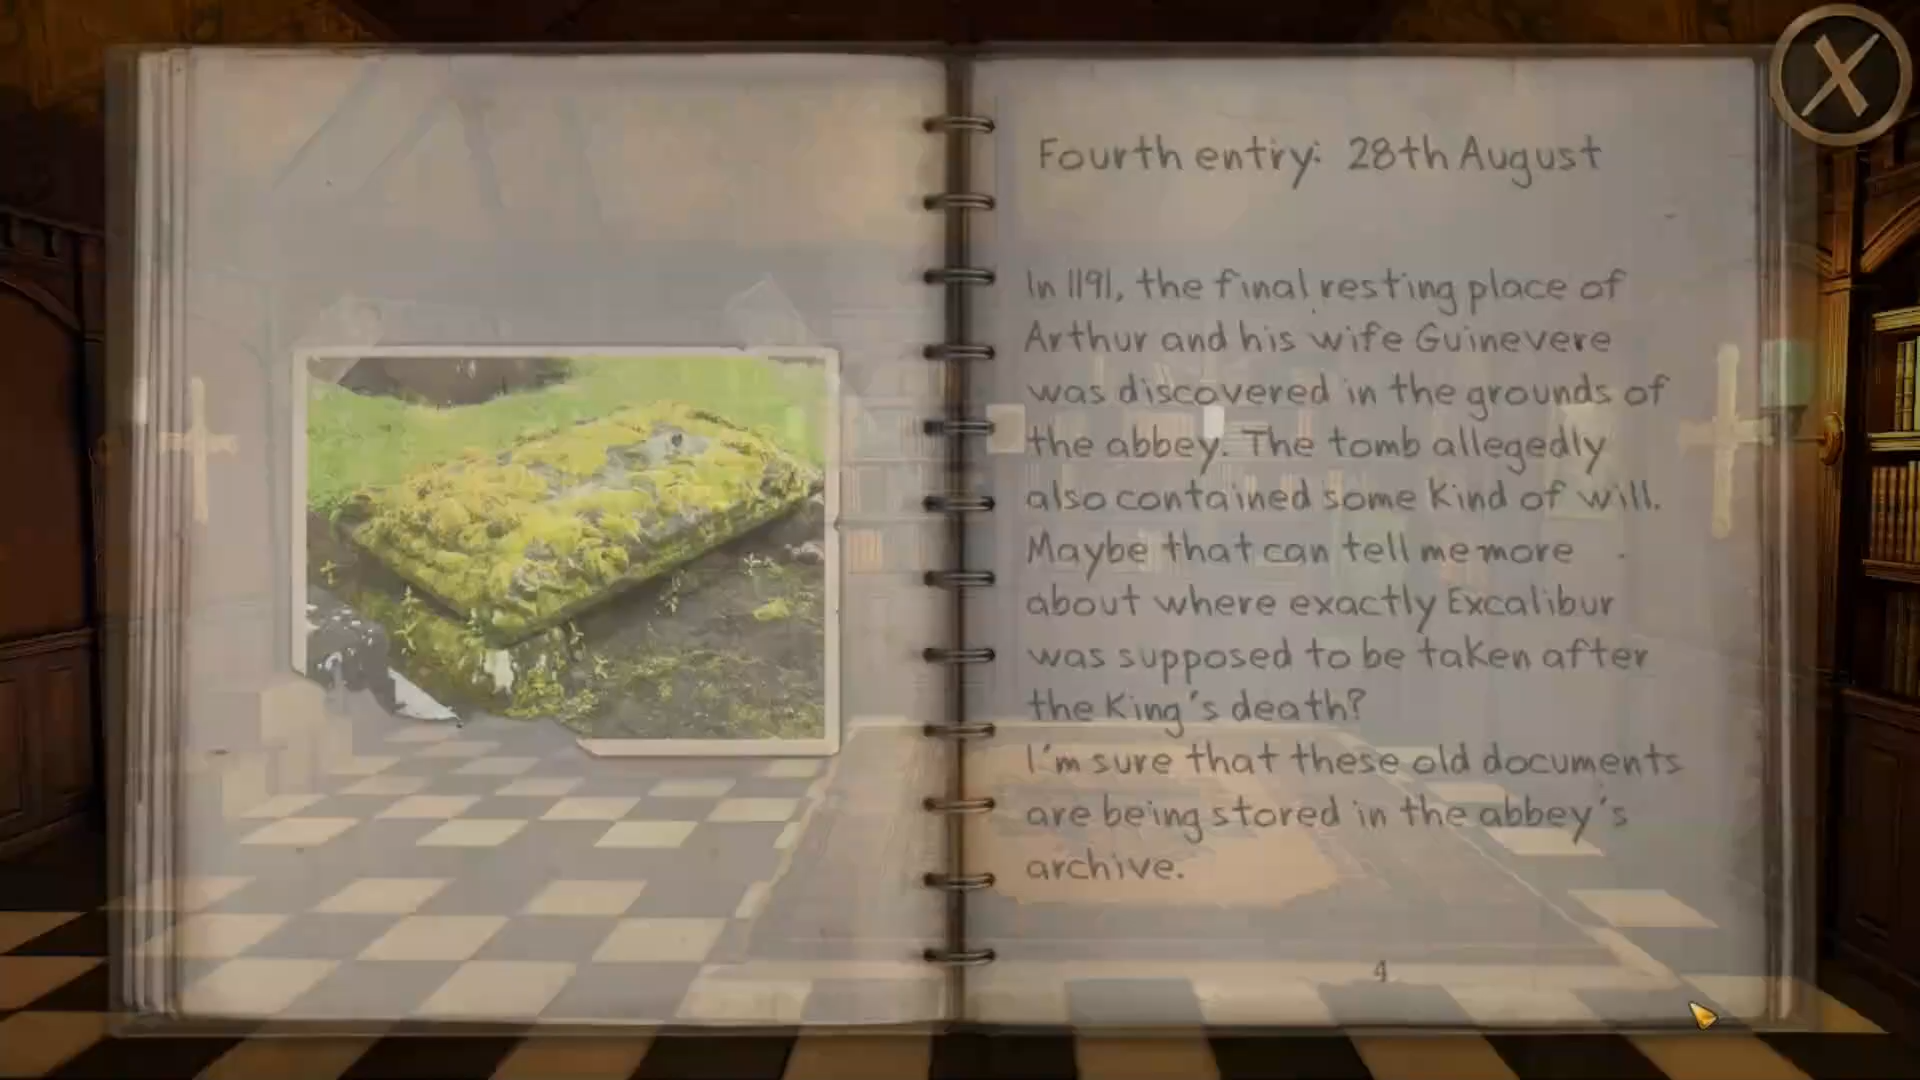 Fourth entry: 28th August
In 1191, the final resting place of
Arthur and his wife Guinevere
was discovered in the grounds of
the abbey. The tomb allegedly
also contained some kind of will.
Maybe that can tell me more
about where exactly Excalibur
was supposed to be taken after
the King's death?
I'm sure that these old documents
are being stored in the abbey's
archive.
4